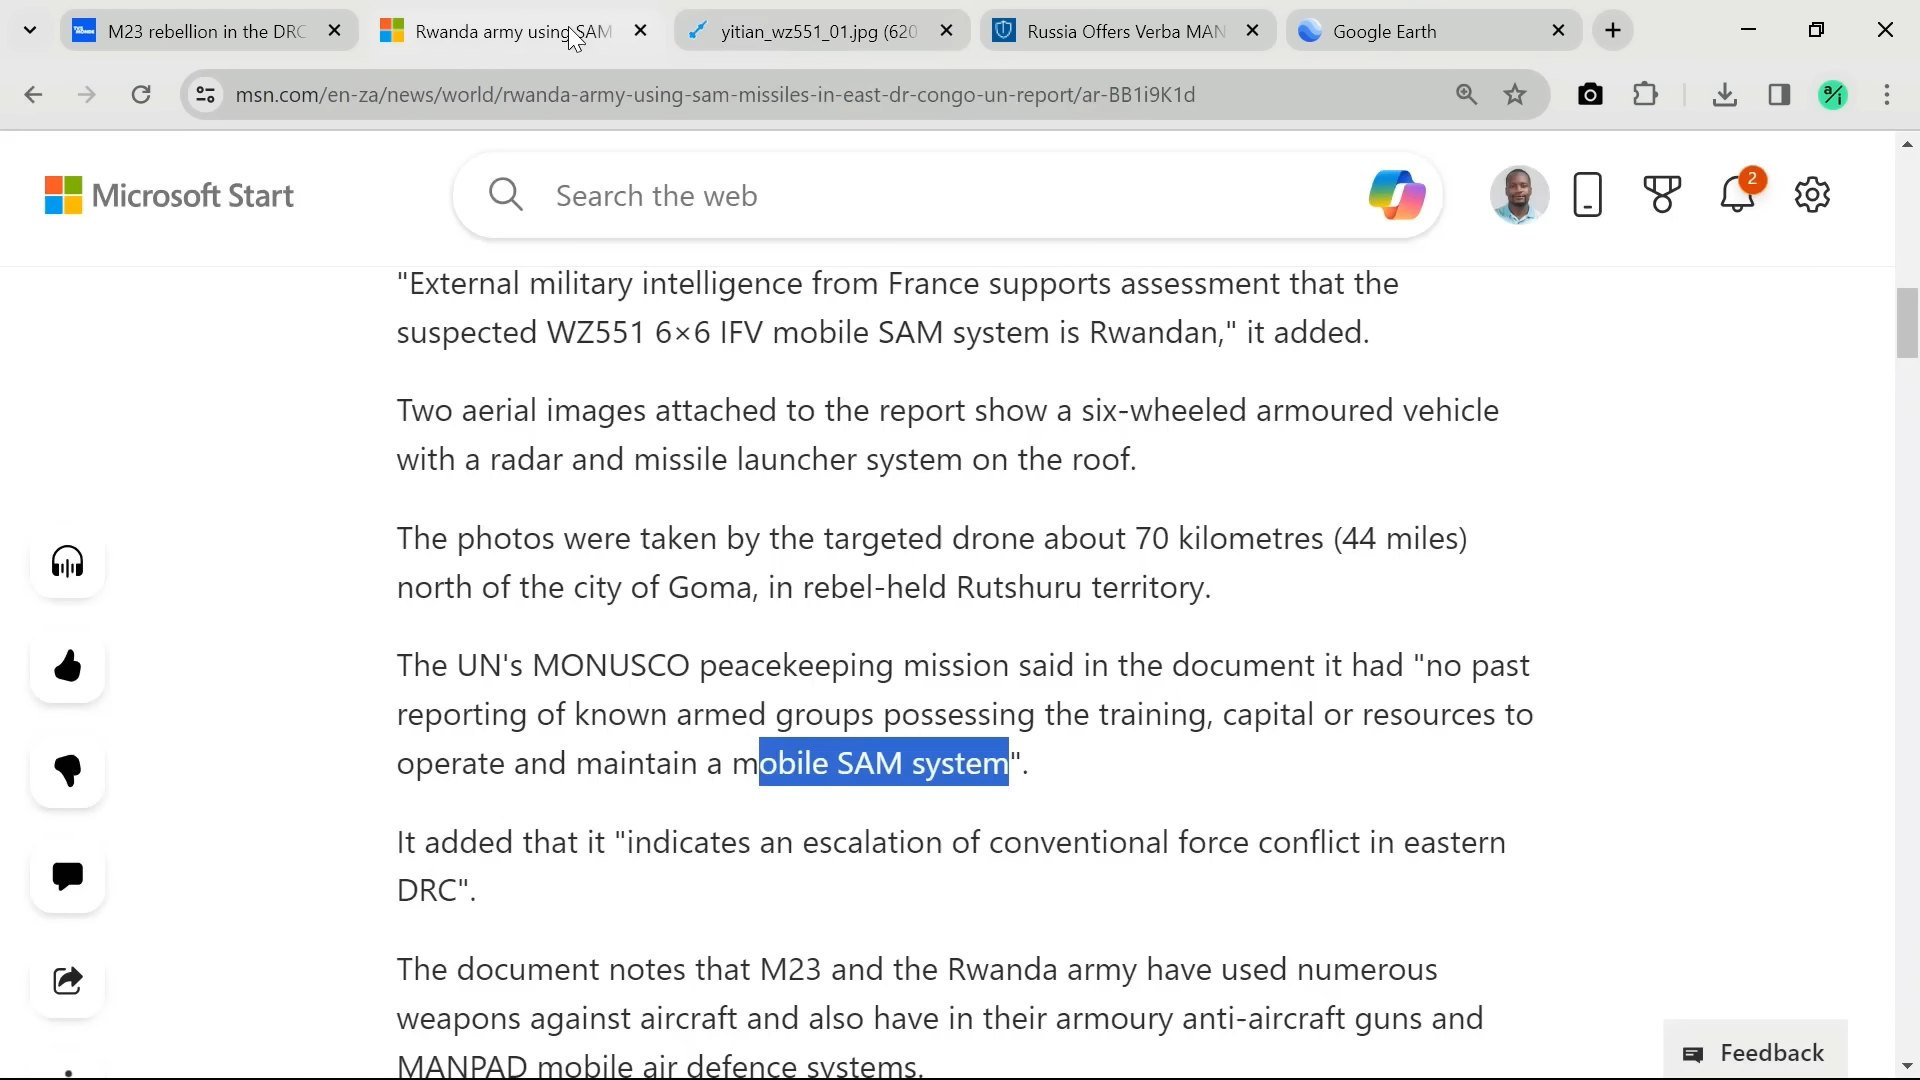 M23 rebellion in the DRC
Rwanda army using SAM
yitian_wz551_01.jpg (620
Russia Offers Verba MAN
Google Earth
msn.com/en-za/news/world/rwanda-army-using-sam-missiles-in-east-dr-congo-un-report/ar-BB1i9K1d
a/i
Microsoft Start
Search the web
2
"External military intelligence from France supports assessment that the
suspected WZ551 6×6 IFV mobile SAM system is Rwandan," it added.
Two aerial images attached to the report show a six-wheeled armoured vehicle
with a radar and missile launcher system on the roof.
The photos were taken by the targeted drone about 70 kilometres (44 miles)
north of the city of Goma, in rebel-held Rutshuru territory.
The UN's MONUSCO peacekeeping mission said in the document it had "no past
reporting of known armed groups possessing the training, capital or resources to
operate and maintain a mobile SAM system".
It added that it "indicates an escalation of conventional force conflict in eastern
DRC".
The document notes that M23 and the Rwanda army have used numerous
weapons against aircraft and also have in their armoury anti-aircraft guns and
MANPAD mobile air defence systems.
Feedback